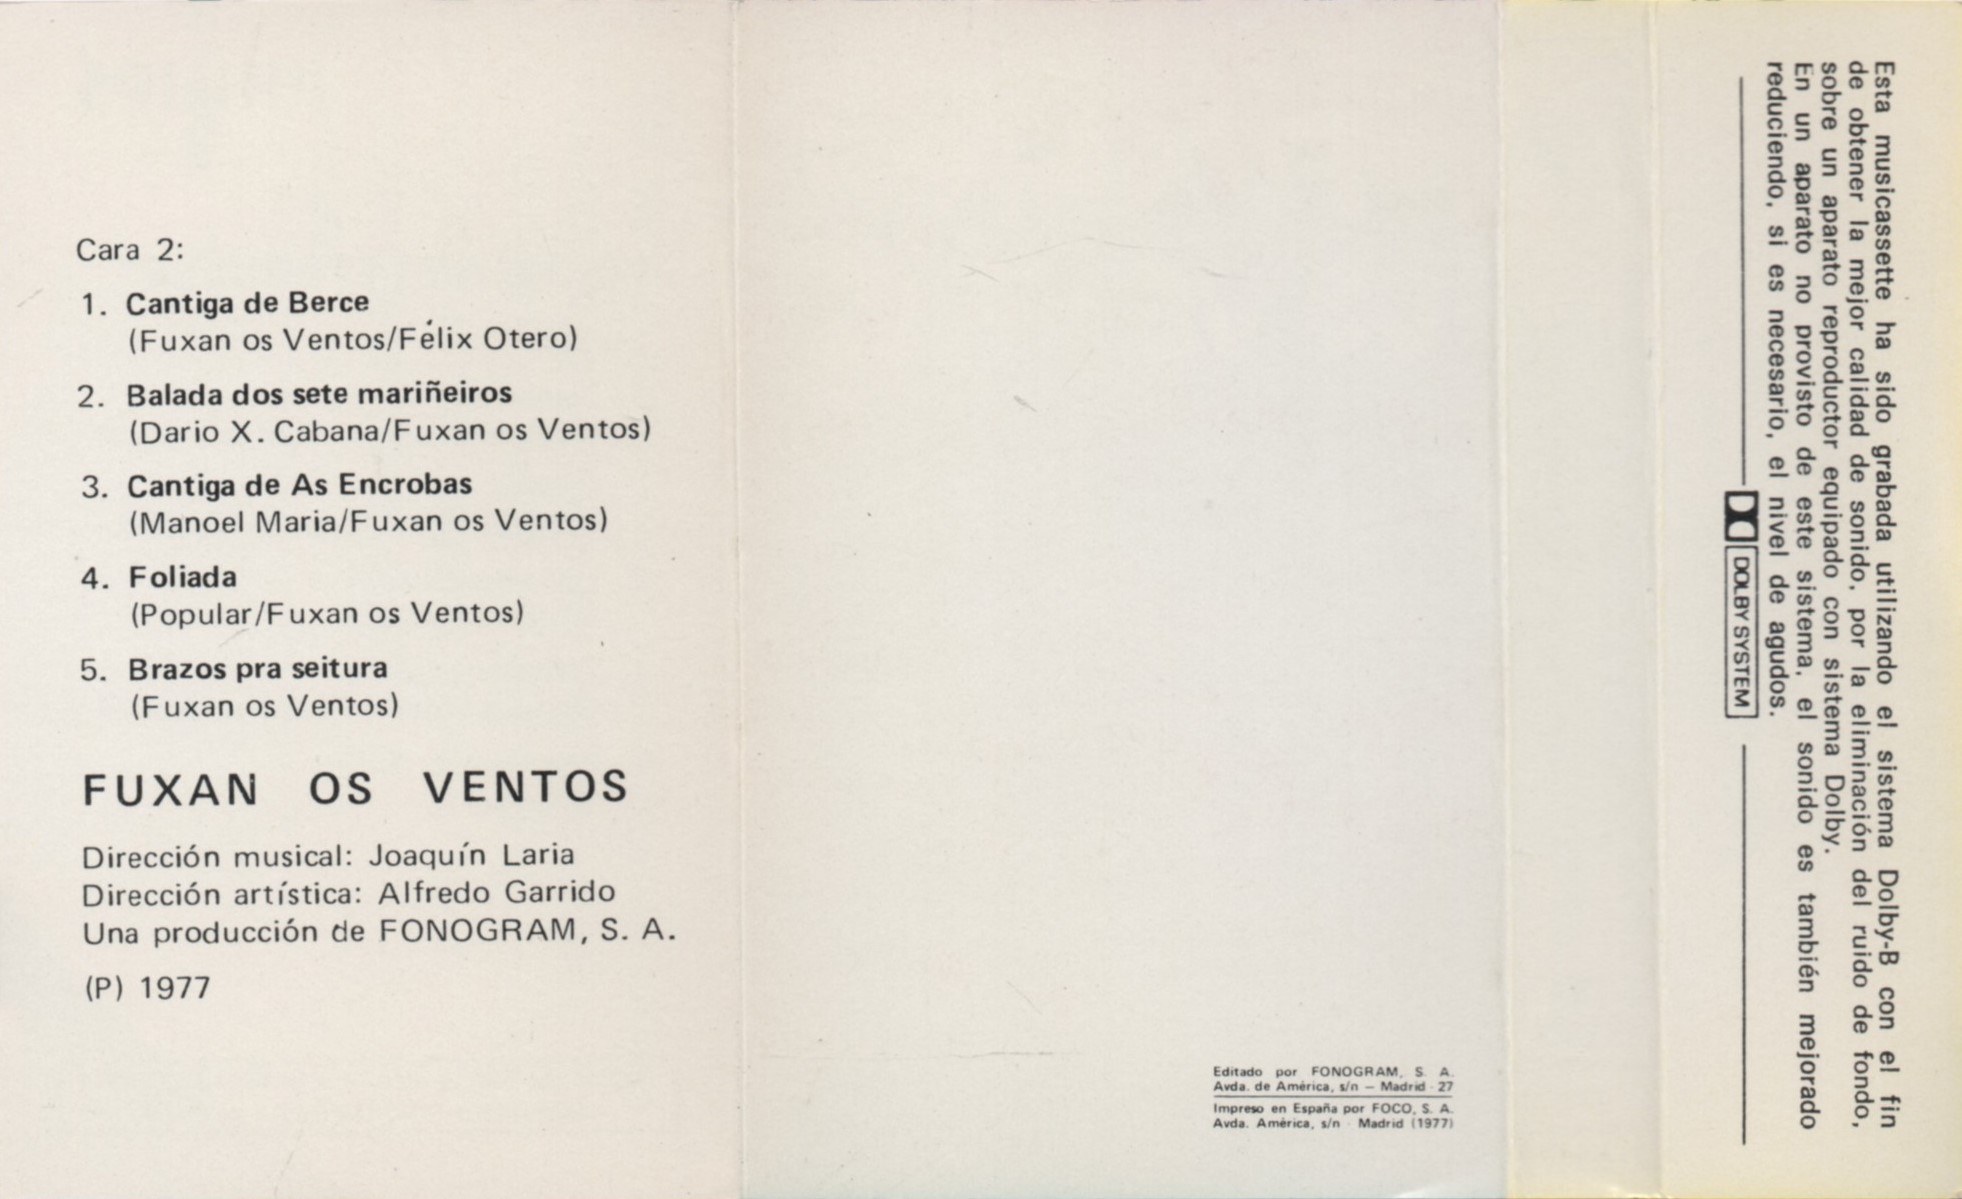 Cara 2:
1. Cantiga de Berce
(Fuxan os Ventos/Félix Otero)
2. Balada dos sete mariñeiros
(Dario X. Cabana/Fuxan os Ventos)
3. Cantiga de As Encrobas
(Manoel Maria/Fuxan os Ventos)
4. Foliada
(Popular/Fuxan os Ventos)
5. Brazos pra seitura
(Fuxan os Ventos)
FUXAN OS VENTOS
Dirección musical: Joaquín Laria
Dirección artística: Alfredo Garrido
Una producción de FONOGRAM, S. A.
(P) 1977
Editado por FONOGRAM, S. A.
Avda. de América, s/n — Madrid - 27
Impreso en España por FOCO, S. A.
Avda. América, s/n - Madrid (1977)
Esta musicassette ha sido grabada utilizando el sistema Dolby-B con el fin
de obtener la mejor calidad de sonido, por la eliminación del ruido de fondo,
sobre un aparato reproductor equipado con sistema Dolby.
En un aparato no provisto de este sistema, el sonido es también mejorado
reduciendo, si es necesario, el nivel de agudos.
DOLBY SYSTEM